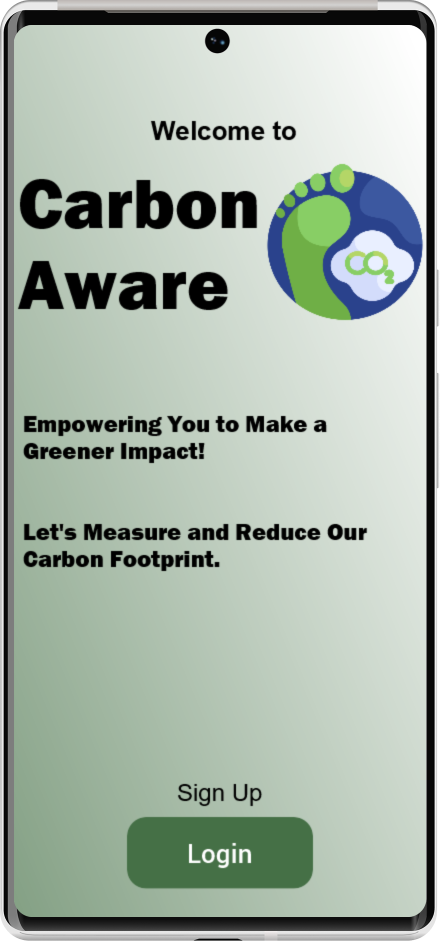 Welcome to
Carbon
Aware
CO2
Empowering You to Make a
Greener Impact!
Let's Measure and Reduce Our
Carbon Footprint.
Sign Up
Login